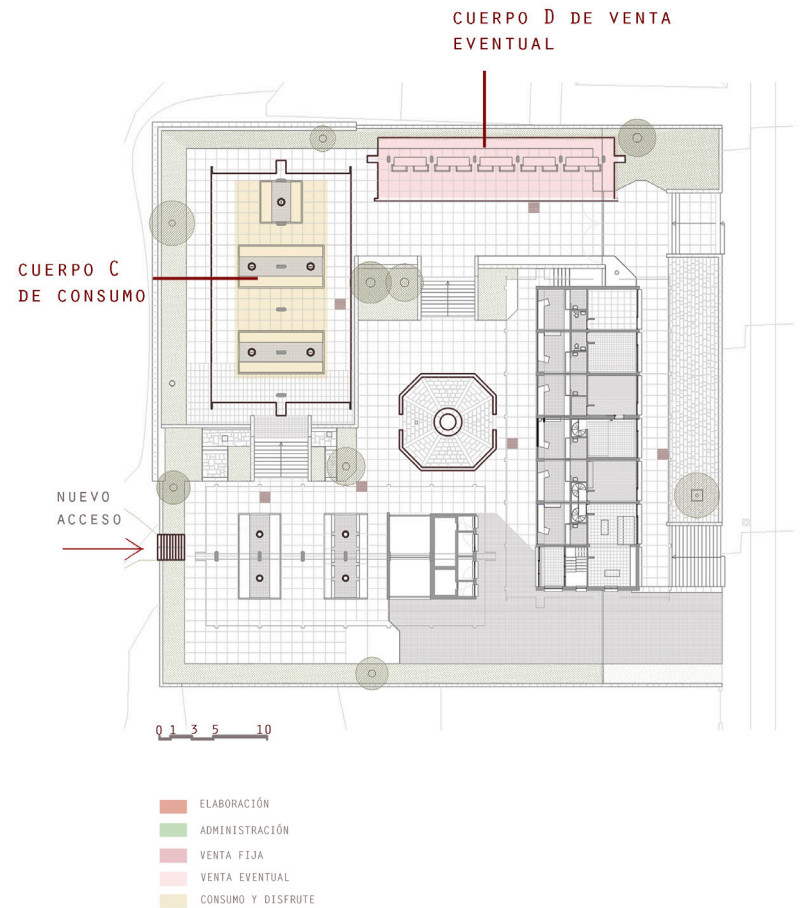 CUERPO D DE VENTA
EVENTUAL
CUERPO C
DE CONSUMO
NUEVO
ACCESO
0 1 3 5 10
ELABORACIÓN
ADMINISTRACIÓN
VENTA FIJA
VENTA EVENTUAL
CONSUMO Y DISFRUTE